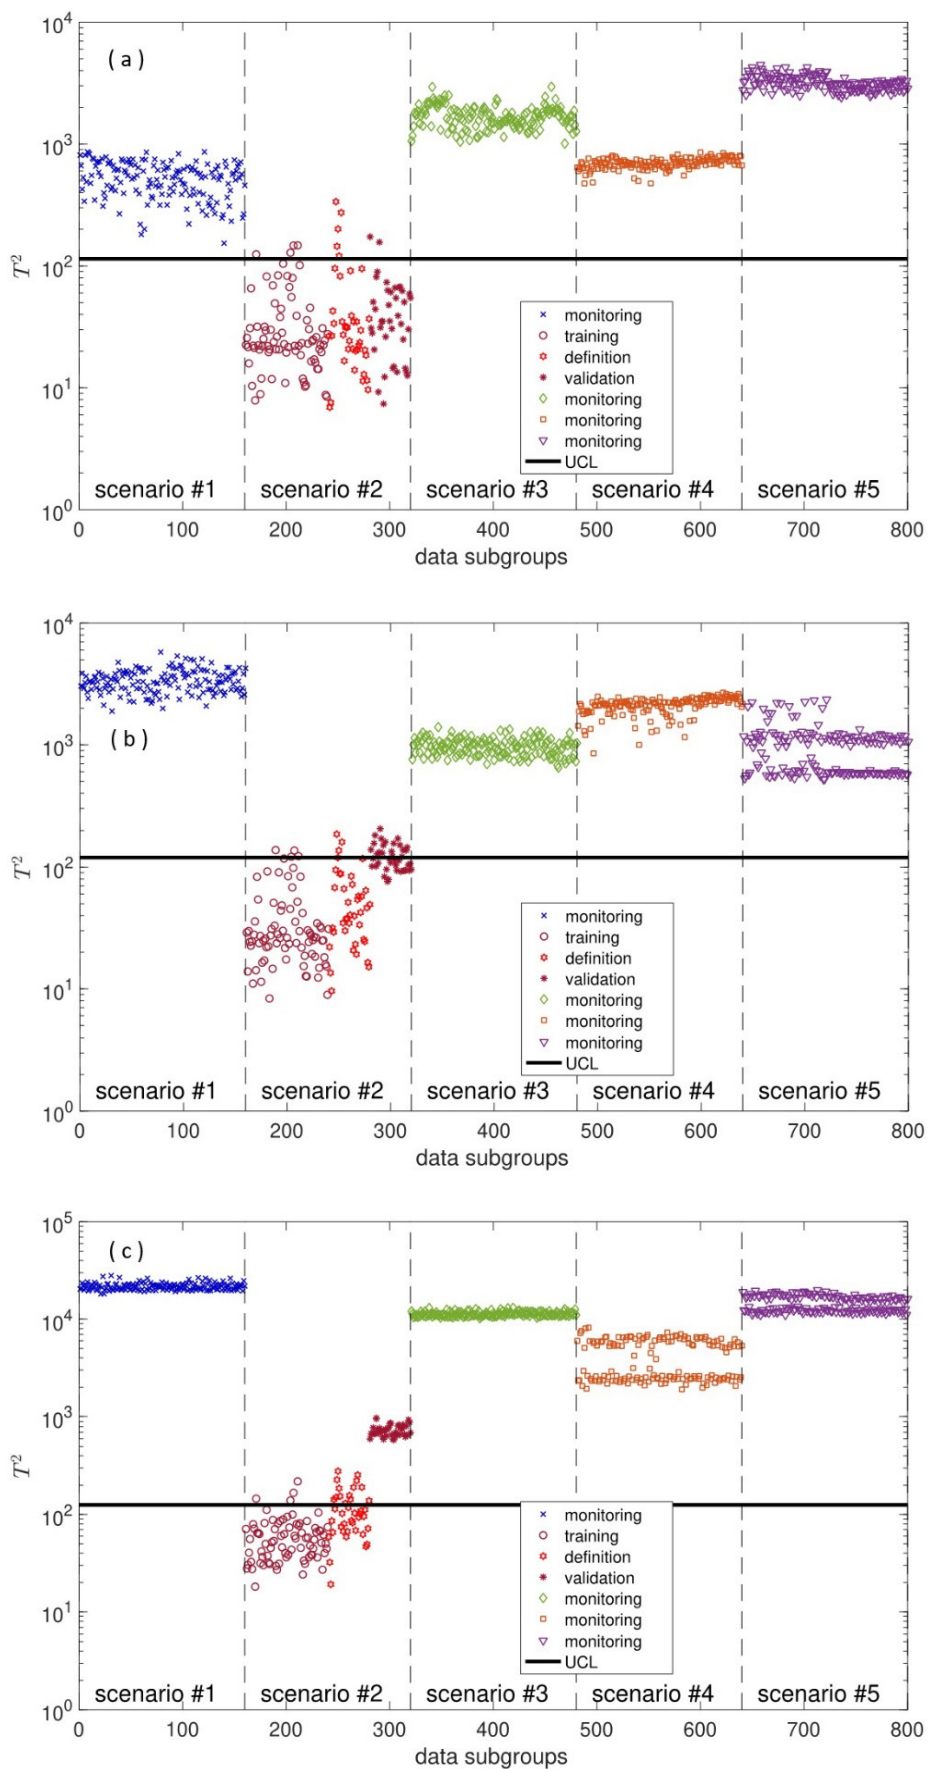 10^4
( a )
10^3
T^2
10^2
monitoring
training
definition
validation
monitoring
monitoring
monitoring
UCL
10^1
scenario #1 scenario #2 scenario #3 scenario #4 scenario #5
10^0
0 100 200 300 400 500 600 700 800
data subgroups
10^4
( b )
10^3
T^2
10^2
monitoring
training
definition
validation
monitoring
monitoring
monitoring
UCL
10^1
scenario #1 scenario #2 scenario #3 scenario #4 scenario #5
10^0
0 100 200 300 400 500 600 700 800
data subgroups
10^5
( c )
10^4
10^3
T^2
10^2
monitoring
training
definition
validation
monitoring
monitoring
monitoring
UCL
10^1
scenario #1 scenario #2 scenario #3 scenario #4 scenario #5
10^0
0 100 200 300 400 500 600 700 800
data subgroups